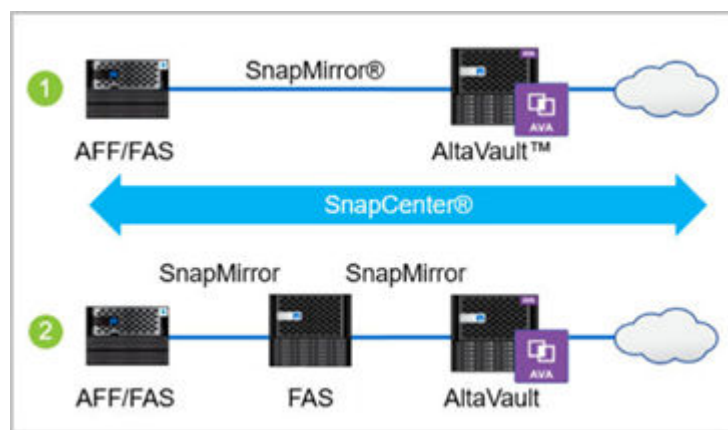 SnapMirror®
1
AVA
AFF/FAS
AltaVault™
SnapCenter®
SnapMirror
SnapMirror
2
AVA
AFF/FAS
FAS
AltaVault